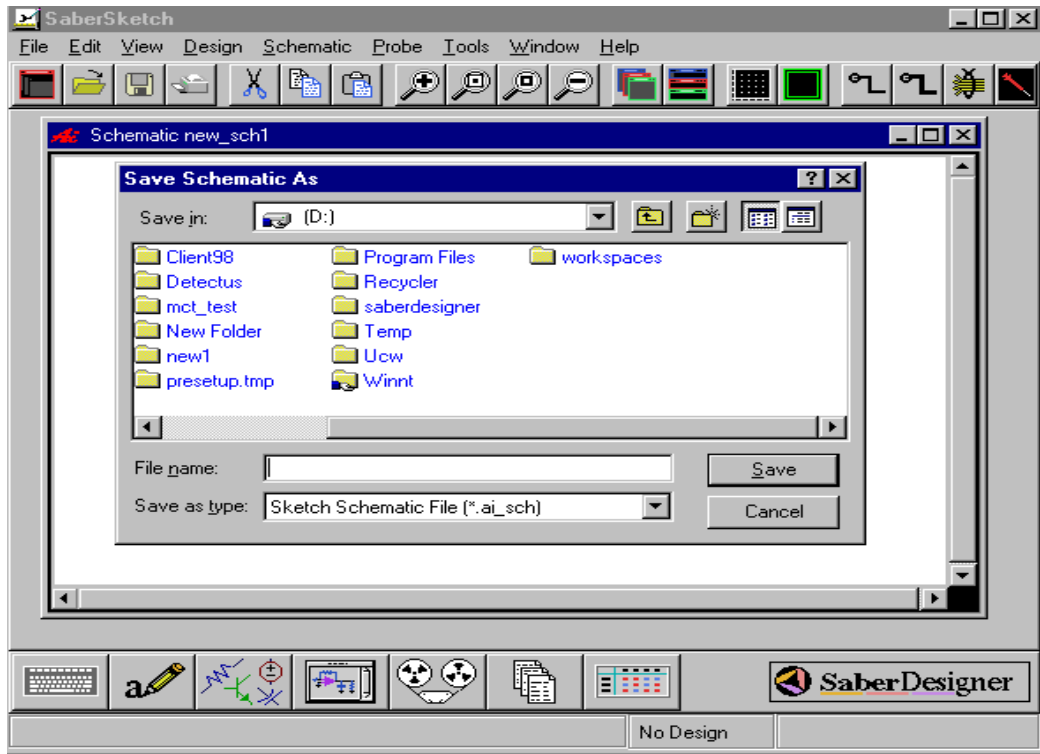 SaberSketch
File Edit View Design Schematic Probe Tools Window Help
Schematic new_sch1
Save Schematic As
Save in: (D:)
Client98 Program Files workspaces
Detectus Recycler
mct_test saberdesigner
New Folder Temp
new1 Ucw
presetup.tmp Winnt
File name: Save
Save as type: Sketch Schematic File (*.ai_sch) Cancel
a SaberDesigner
No Design